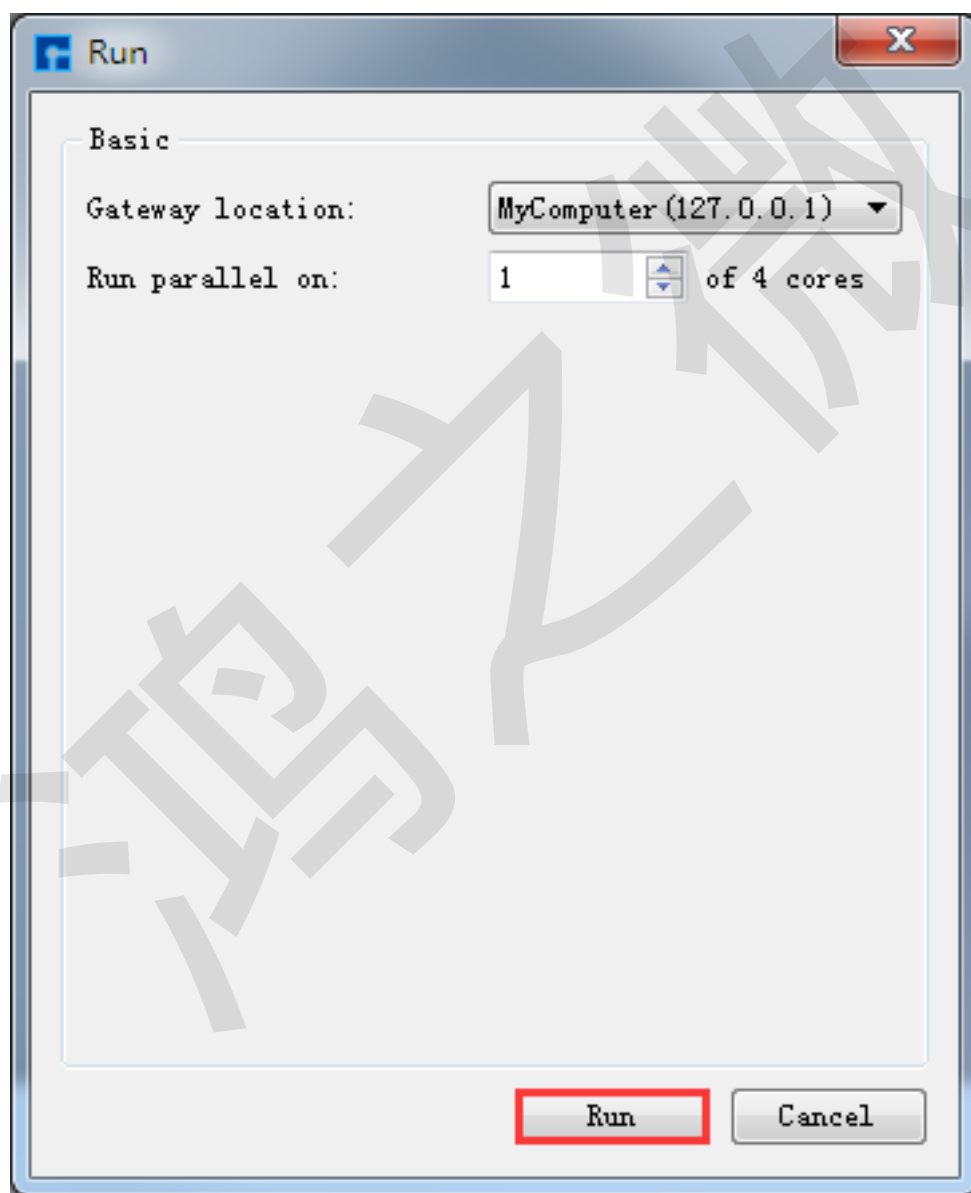 Run
Basic
Gateway location: MyComputer(127.0.0.1)
Run parallel on: 1 of 4 cores
鸿之微
Run Cancel